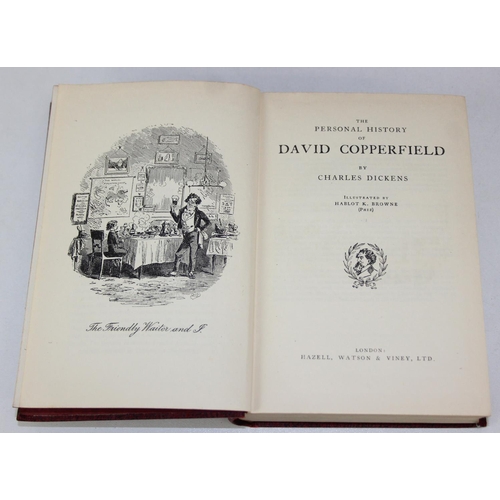 The Friendly Waiter and I
THE
PERSONAL HISTORY
OF
DAVID COPPERFIELD
BY
CHARLES DICKENS
ILLUSTRATED BY
HABLOT K. BROWNE
(PHIZ)
LONDON:
HAZELL, WATSON & VINEY, LTD.